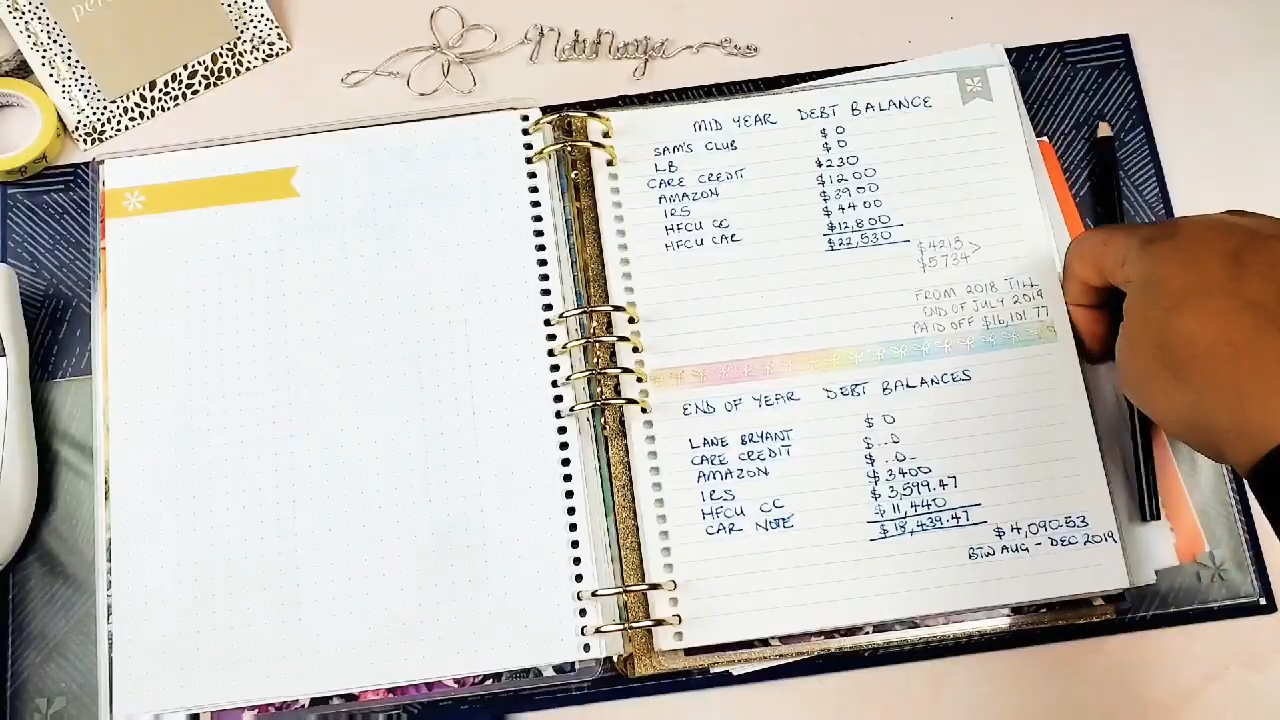 NotiNaija
MID YEAR DEBT BALANCE
SAM'S CLUB $ 0
LB $ 0
CARE CREDIT $230
AMAZON $1200
IRS $3900
HFCU CC $4400
HFCU CAR $12,800
$22,530
$4213 >
$5734
FROM 2018 TILL
END OF JULY 2019
PAID OFF $16,101.77
END OF YEAR DEBT BALANCES
LANE BRYANT $ 0
CARE CREDIT $..0
AMAZON $..0-
IRS $3400
HFCU CC $3,599.47
CAR NOTE $11,440
$18,439.47
$4,090.53
BTW AUG - DEC 2019